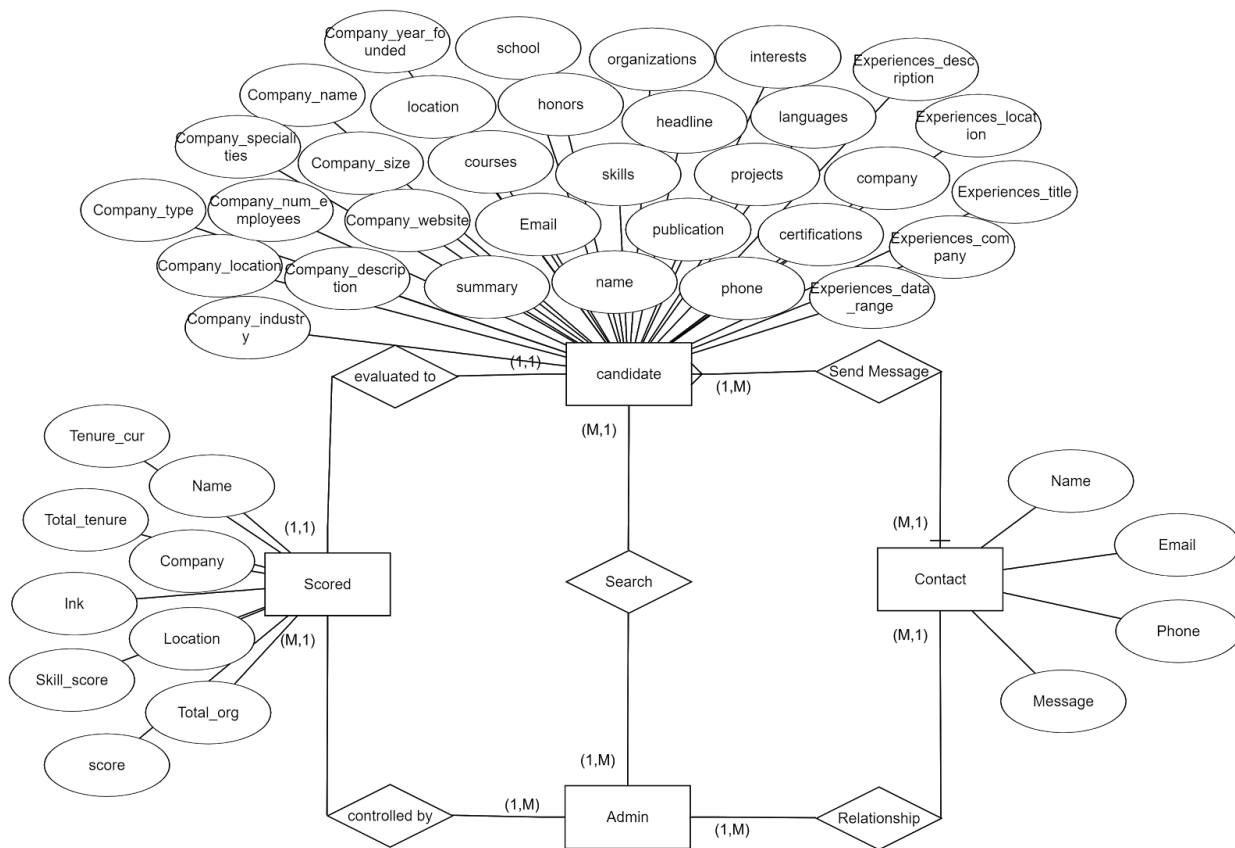 Company_year_fo
unded
school
organizations
interests
Experiences_desc
ription
Company_name
location
honors
headline
languages
Experiences_locat
ion
Company_speciali
ties
Company_size
courses
skills
projects
company
Experiences_title
Company_type
Company_num_e
mployees
Company_website
Email
publication
certifications
Experiences_com
pany
Company_location
Company_description
summary
name
phone
Experiences_data
_range
Company_industr
y
evaluated to
(1,1)
candidate
(1,M)
Send Message
(M,1)
Tenure_cur
Name
Total_tenure
Company
(1,1)
Scored
Ink
Location
(M,1)
Skill_score
Total_org
score
Search
(M,1)
Contact
(M,1)
Name
Email
Phone
Message
controlled by
(1,M)
(1,M)
Admin
(1,M)
Relationship